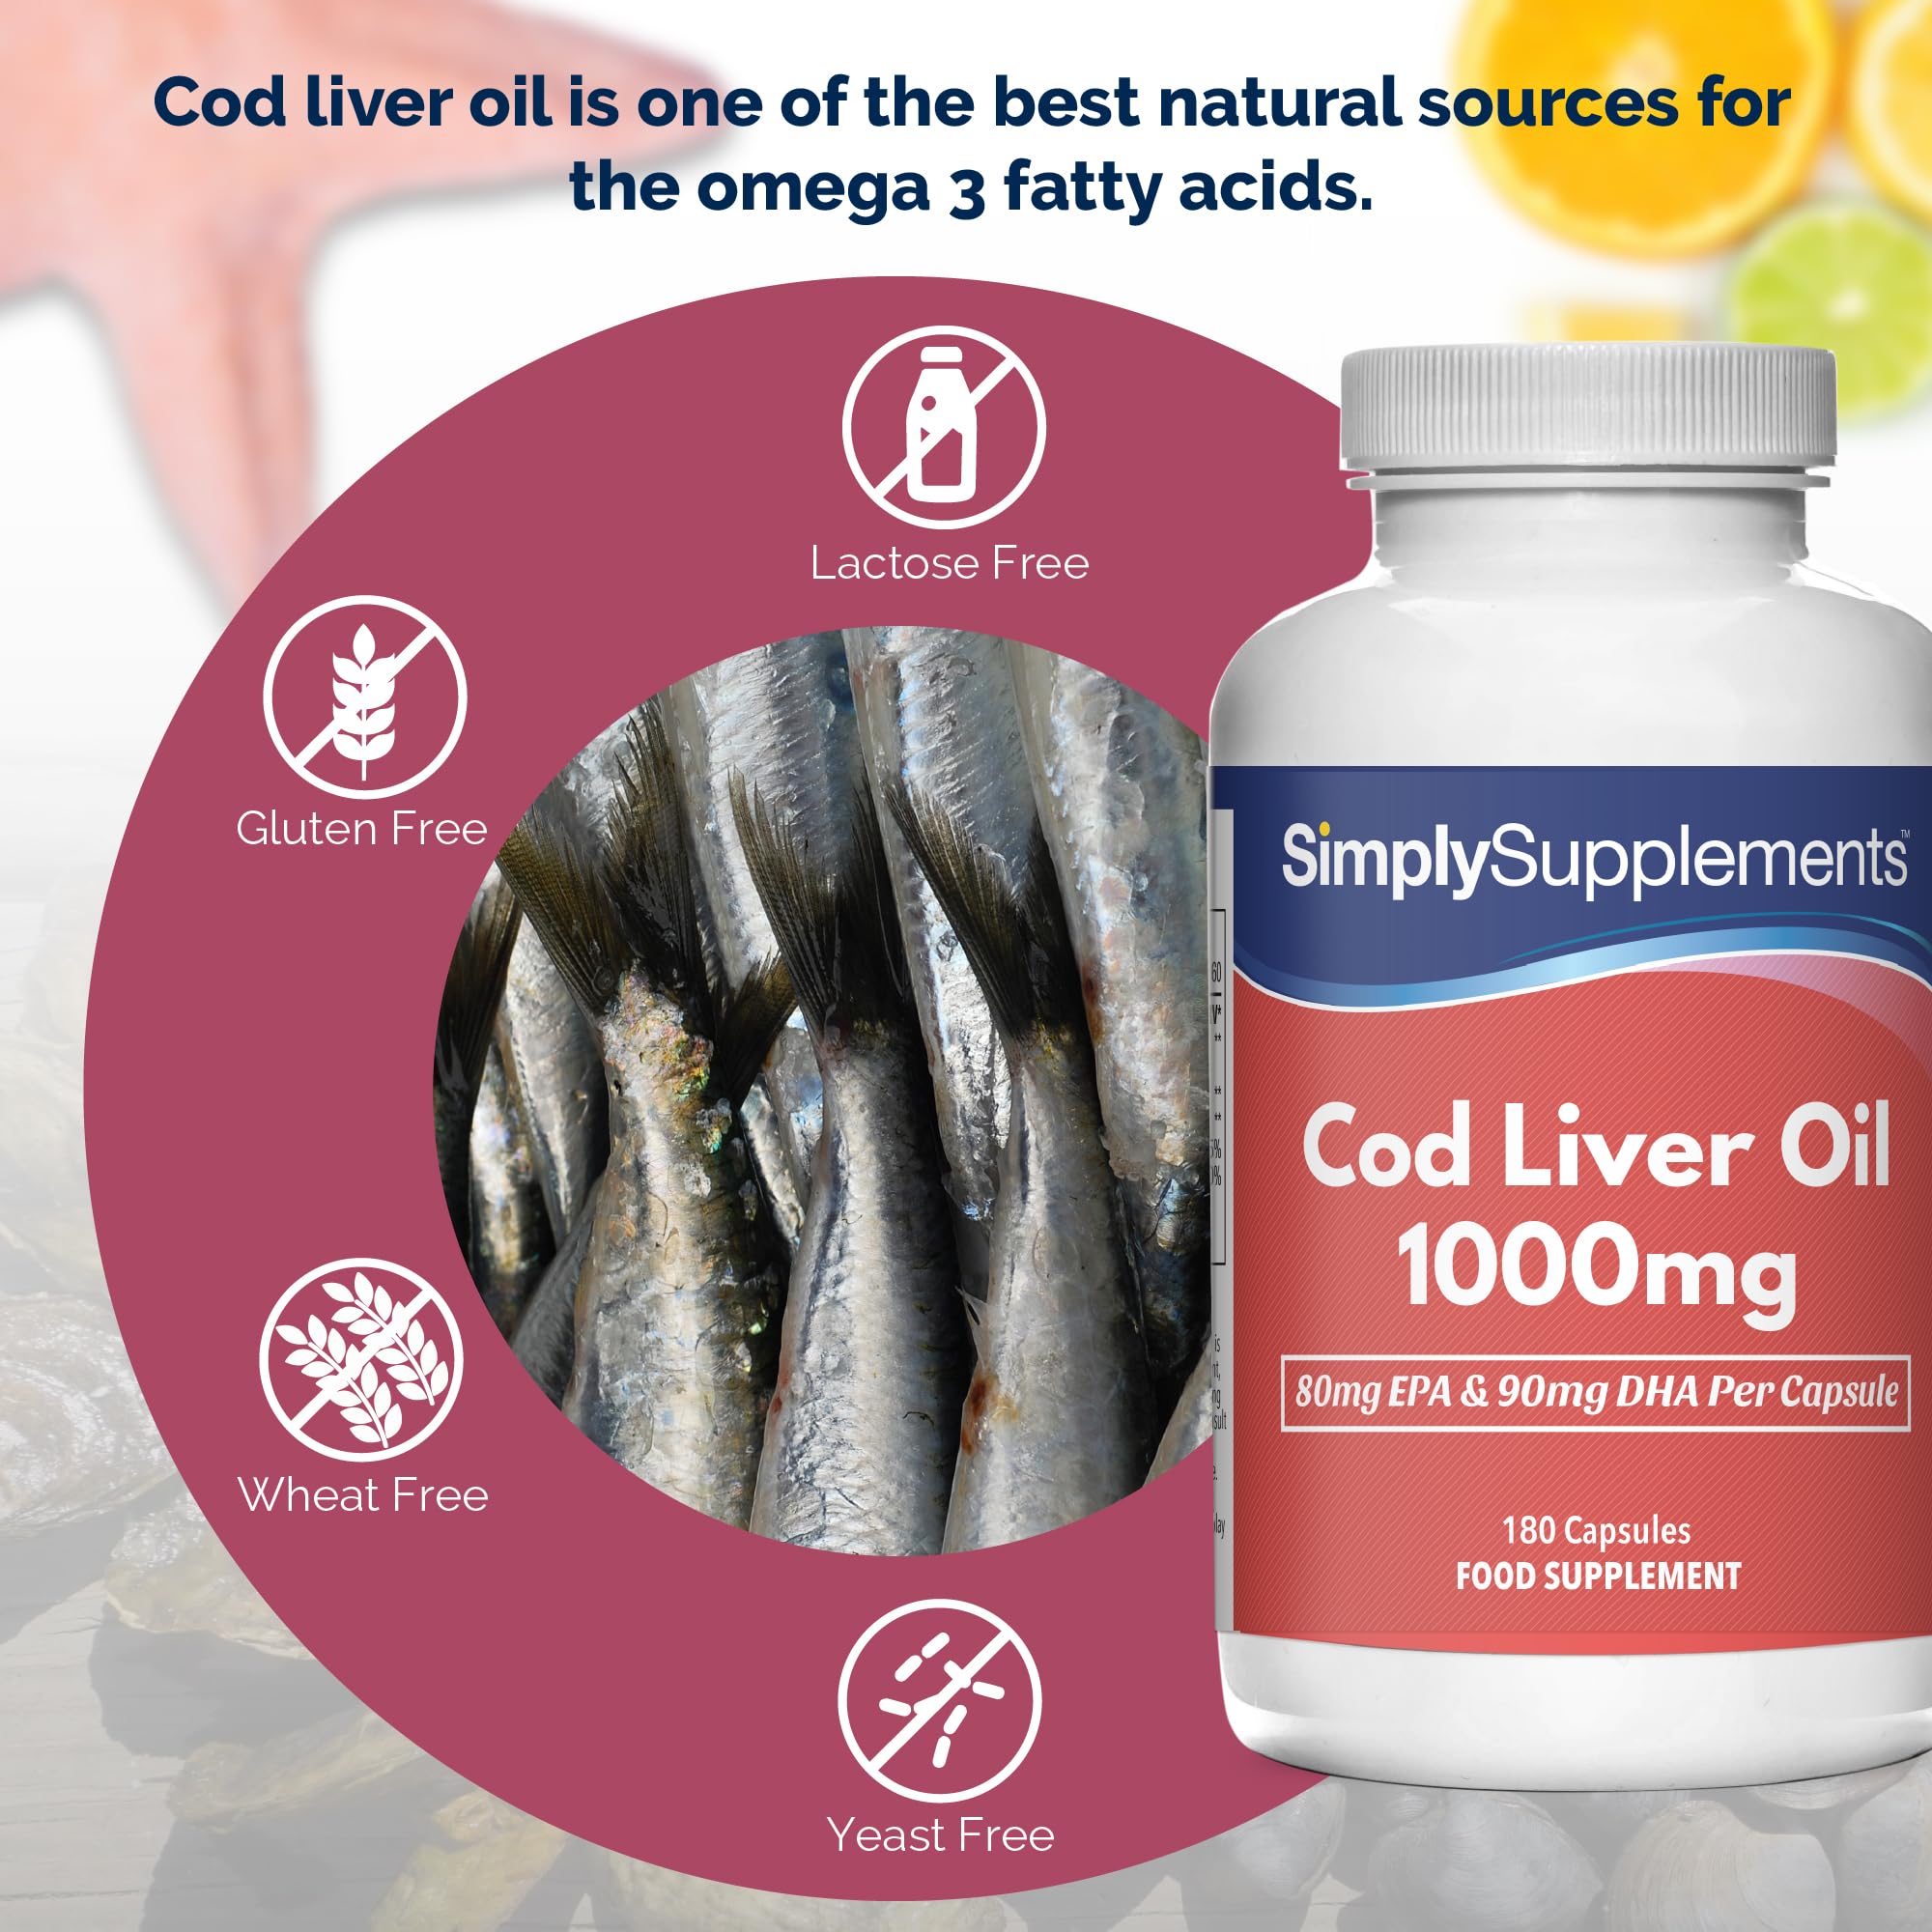 Cod liver oil is one of the best natural sources for
the omega 3 fatty acids.
Lactose Free
Gluten Free
Wheat Free
Yeast Free
SimplySupplements™
Cod Liver Oil
1000mg
80mg EPA & 90mg DHA Per Capsule
180 Capsules
FOOD SUPPLEMENT